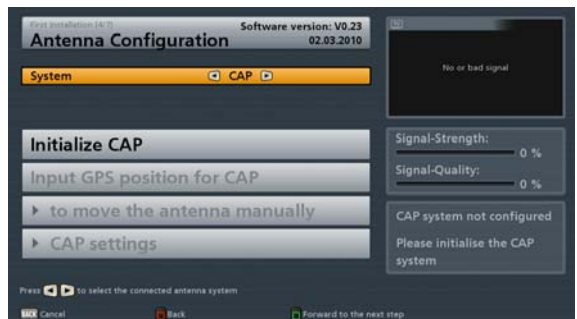 First installation (4/7)
Software version: V0.23
Antenna Configuration
02.03.2010
System
CAP
Initialize CAP
Input GPS position for CAP
to move the antenna manually
CAP settings
Press to select the connected antenna system
BACK Cancel
Back
Forward to the next step
TV
No or bad signal
Signal-Strength:
0 %
Signal-Quality:
0 %
CAP system not configured
Please initialise the CAP
system